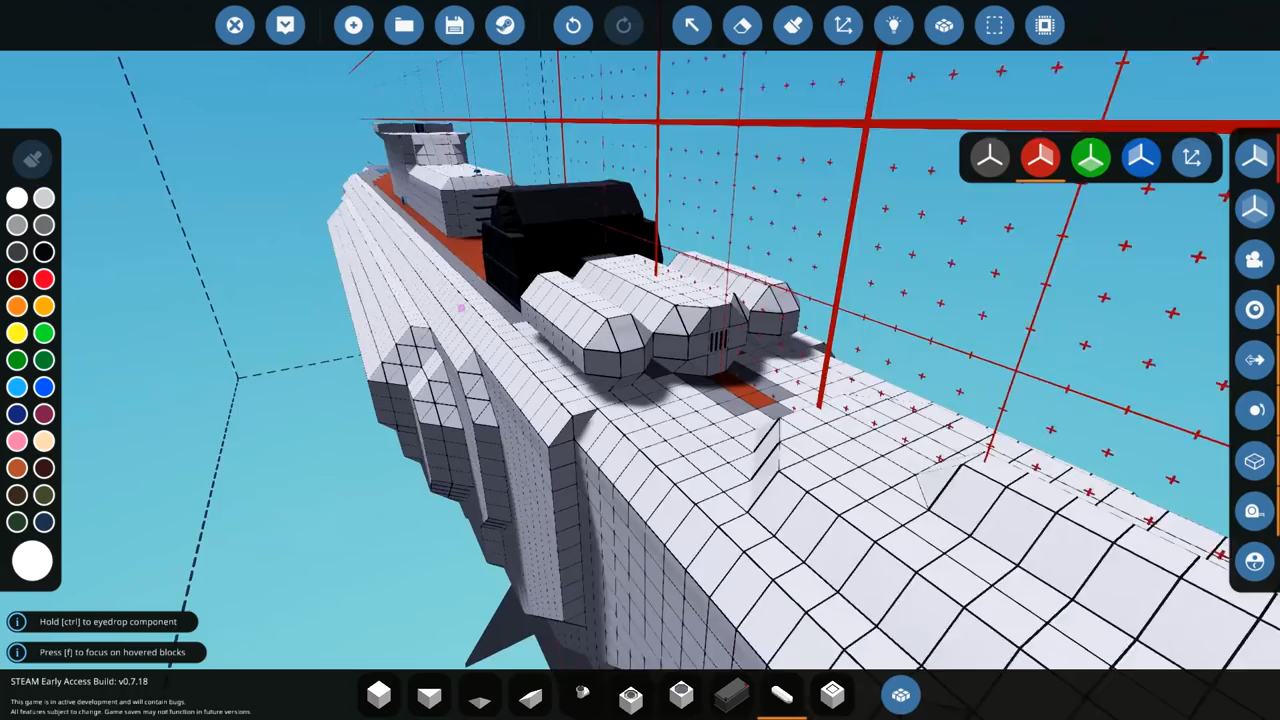 Hold [ctrl] to eyedrop component
Press [f] to focus on hovered blocks
STEAM Early Access Build: v0.7.18
This game is in active development and will contain bugs.
All features subject to change. Game saves may not function in future versions.